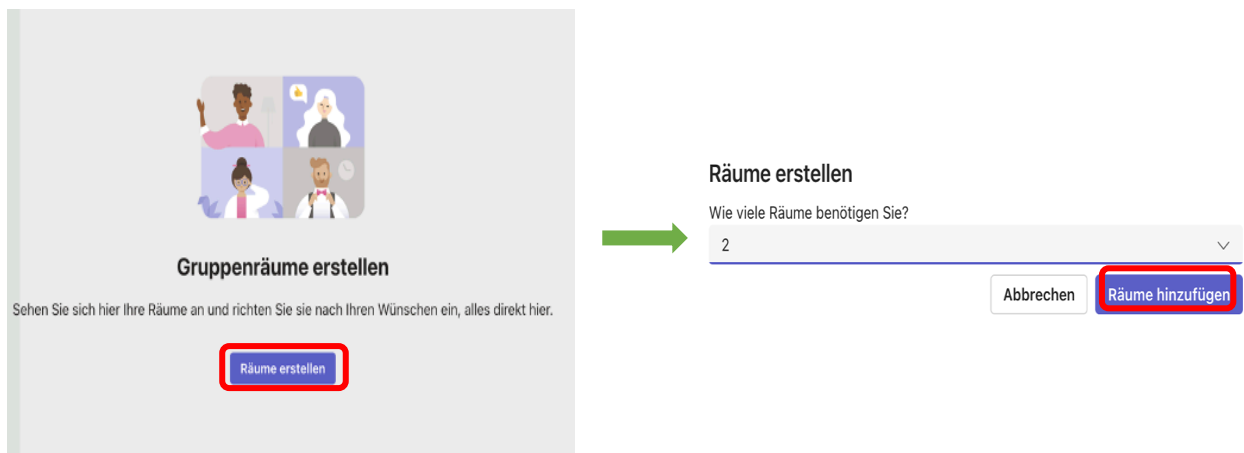 Gruppenräume erstellen
Sehen Sie sich hier Ihre Räume an und richten Sie sie nach Ihren Wünschen ein, alles direkt hier.
Räume erstellen
Räume erstellen
Wie viele Räume benötigen Sie?
2
Abbrechen Räume hinzufügen